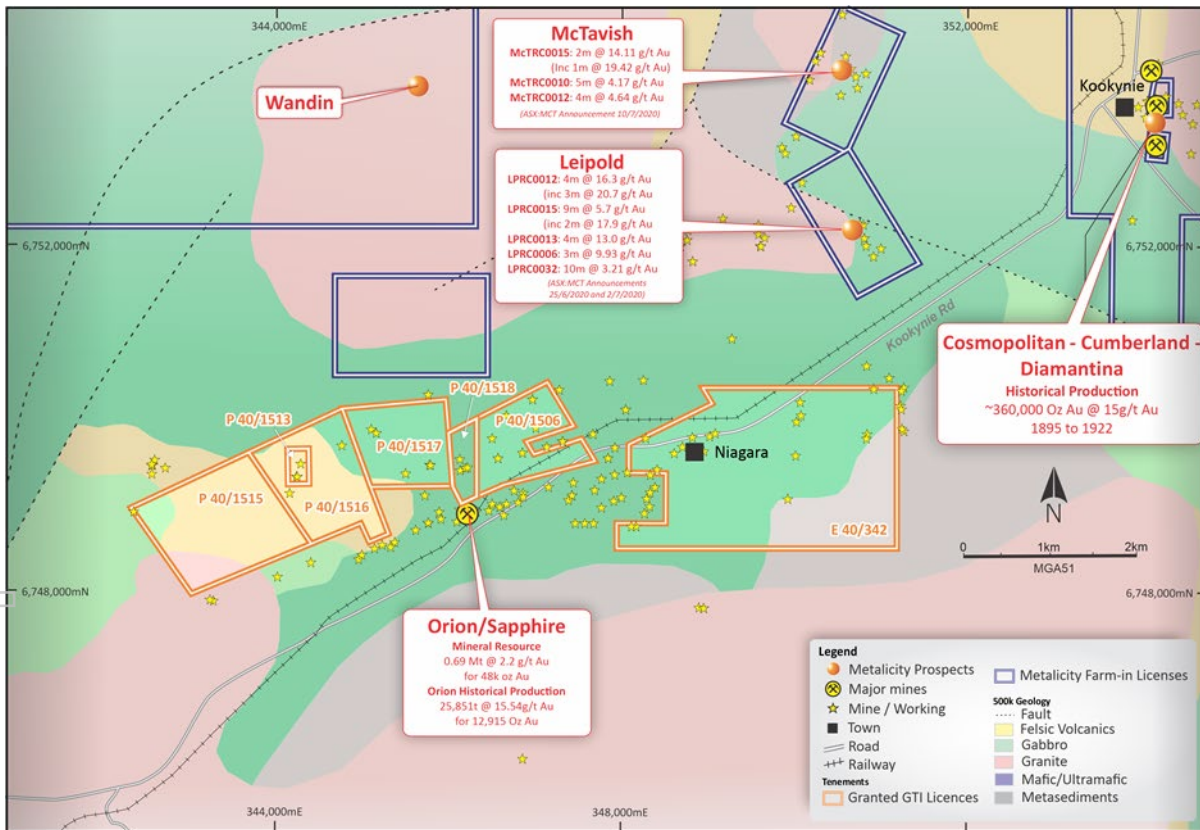 344,000mE
352,000mE
McTavish
McTRC0015: 2m @ 14.11 g/t Au
(Inc 1m @ 19.42 g/t Au)
McTRC0010: 5m @ 4.17 g/t Au
McTRC0012: 4m @ 4.64 g/t Au
(ASX:MCT Announcement 10/7/2020)
Kookynie
Wandin
Leipold
LPRC0012: 4m @ 16.3 g/t Au
(inc 3m @ 20.7 g/t Au
LPRC0015: 9m @ 5.7 g/t Au
(inc 2m @ 17.9 g/t Au
LPRC0013: 4m @ 13.0 g/t Au
LPRC0006: 3m @ 9.93 g/t Au
LPRC0032: 10m @ 3.21 g/t Au
(ASX:MCT Announcements
25/6/2020 and 2/7/2020)
6,752,000mN
6,752,000mN
Kookynie Rd
Cosmopolitan - Cumberland -
Diamantina
Historical Production
~360,000 Oz Au @ 15g/t Au
1895 to 1922
P 40/1518
P 40/1513
P 40/1506
P 40/1517
Niagara
P 40/1515
P 40/1516
E 40/342
N
0 1km 2km
MGA51
6,748,000mN
6,748,000mN
Orion/Sapphire
Mineral Resource
0.69 Mt @ 2.2 g/t Au
for 48k oz Au
Orion Historical Production
25,851t @ 15.54g/t Au
for 12,915 Oz Au
Legend
Metalicity Prospects
Major mines
Mine / Working
Town
Road
Railway
Tenements
Granted GTI Licences
Metalicity Farm-in Licenses
500k Geology
Fault
Felsic Volcanics
Gabbro
Granite
Mafic/Ultramafic
Metasediments
344,000mE
348,000mE